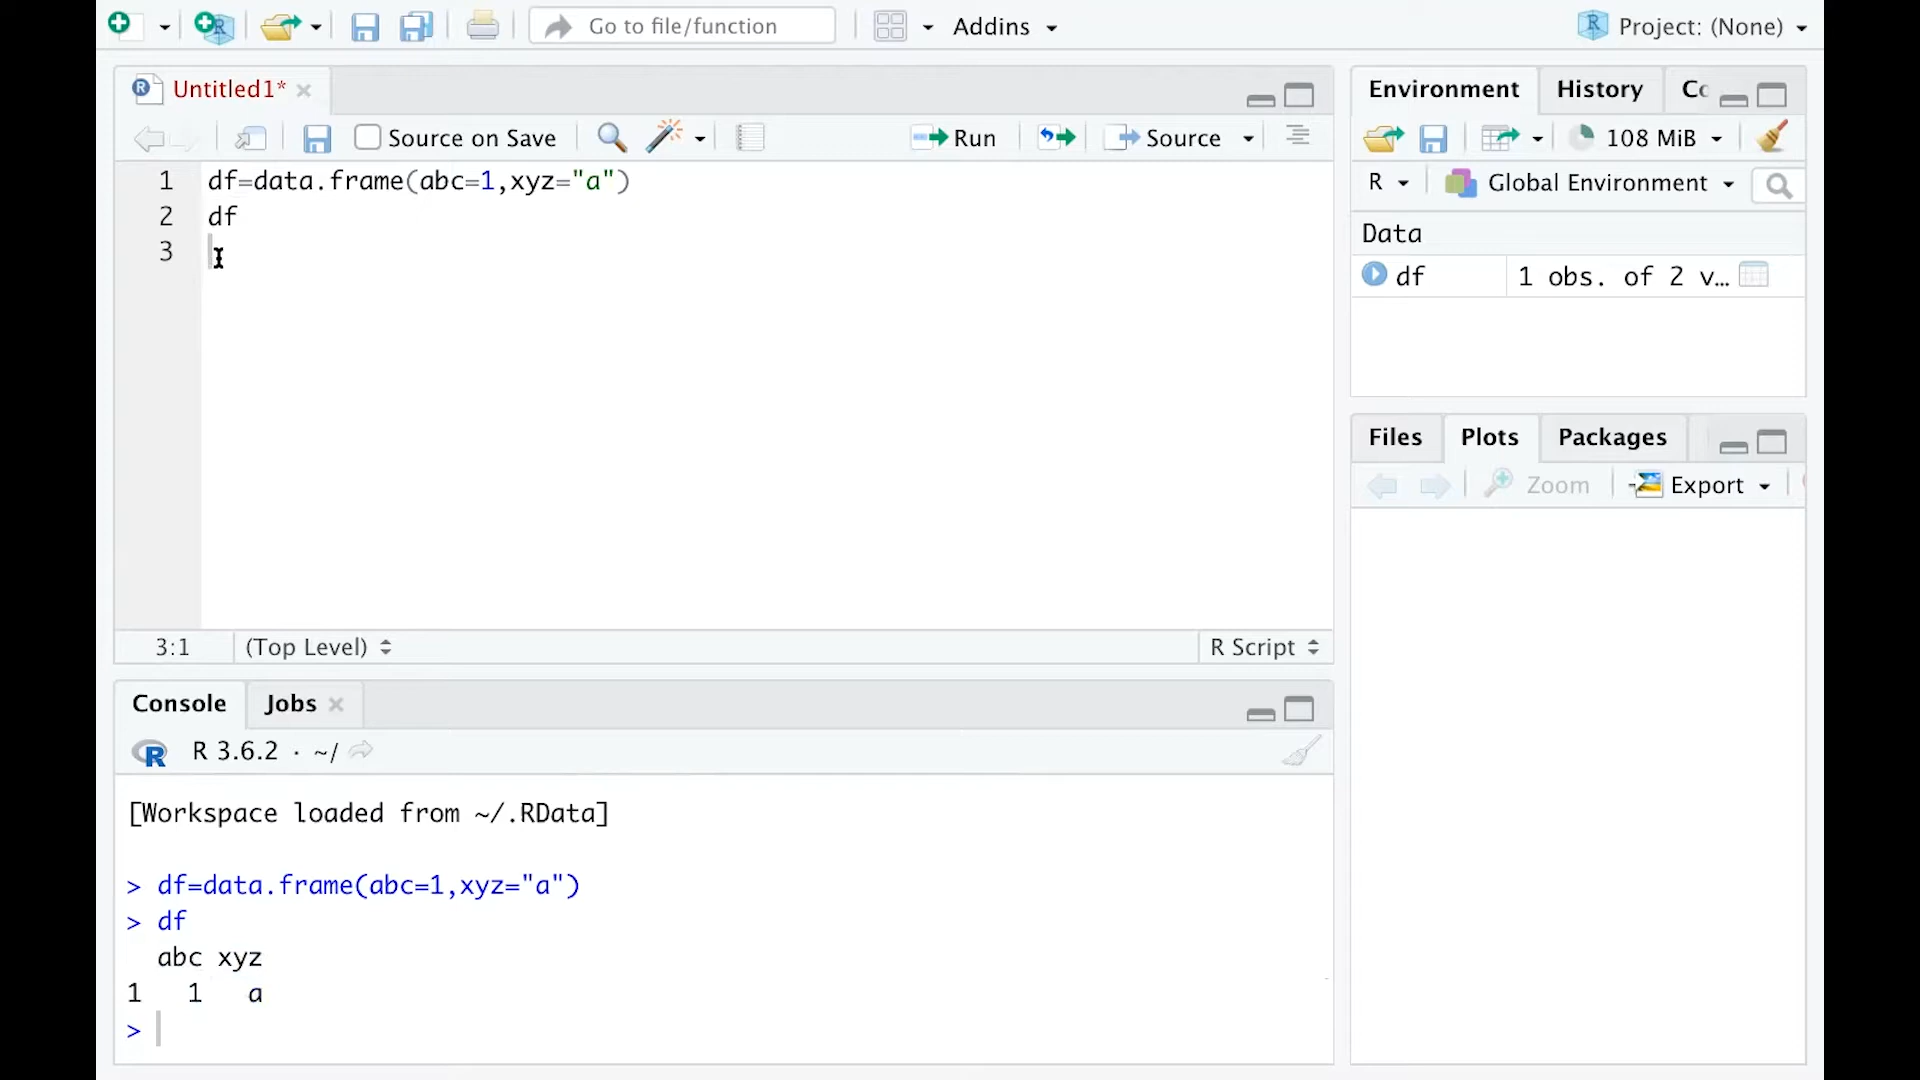 Go to file/function
Addins
Project: (None)
Untitled1*
Source on Save
Run
Source
1 df=data.frame(abc=1,xyz="a")
2 df
3
3:1 (Top Level) R Script
Console Jobs
R 3.6.2 · ~/
[Workspace loaded from ~/.RData]
> df=data.frame(abc=1,xyz="a")
> df
abc xyz
1 1 a
>
Environment History Co
108 MiB
R Global Environment
Data
df 1 obs. of 2 v…
Files Plots Packages
Zoom Export